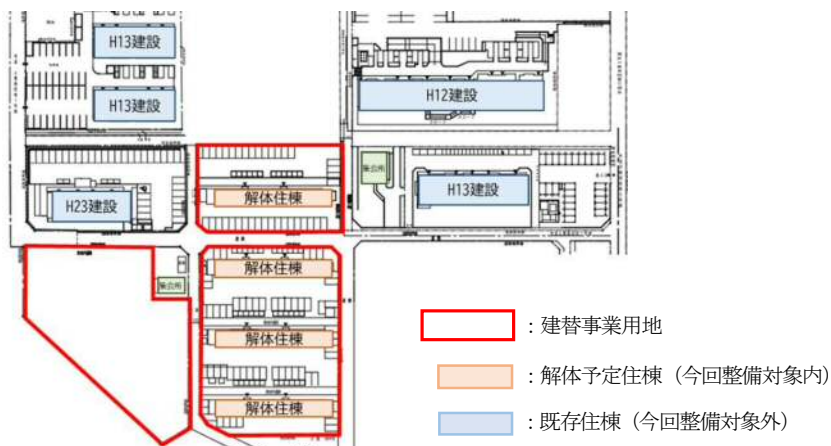 H13建設
H13建設
H12建設
集会所
H13建設
H23建設
解体住棟
解体住棟
集会所
解体住棟
解体住棟
：建替事業用地
：解体予定住棟（今回整備対象内）
：既存住棟（今回整備対象外）